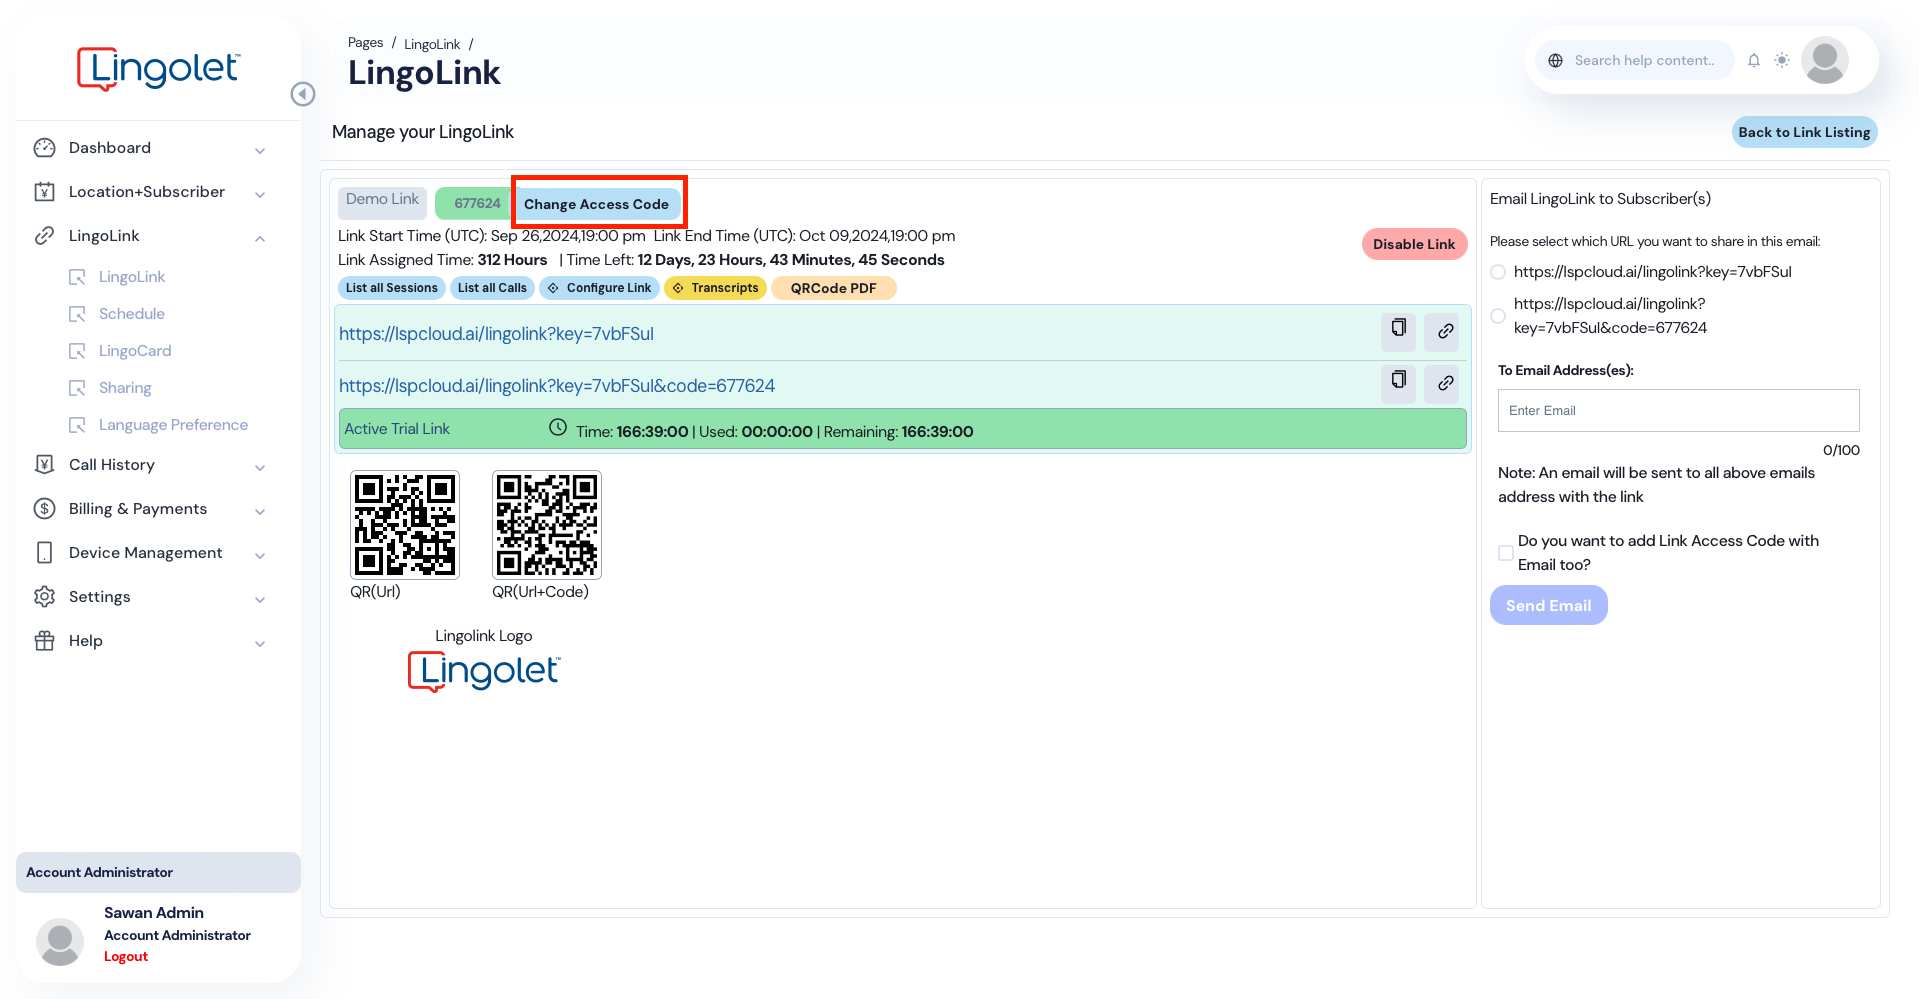 Lingolet™
Dashboard
Location+Subscriber
LingoLink
LingoLink
Schedule
LingoCard
Sharing
Language Preference
Call History
Billing & Payments
Device Management
Settings
Help
Account Administrator
Sawan Admin
Account Administrator
Logout
Pages / LingoLink /
LingoLink
Search help content..
Manage your LingoLink
Back to Link Listing
Demo Link 677624 Change Access Code
Link Start Time (UTC): Sep 26,2024,19:00 pm Link End Time (UTC): Oct 09,2024,19:00 pm
Link Assigned Time: 312 Hours | Time Left: 12 Days, 23 Hours, 43 Minutes, 45 Seconds
Disable Link
List all Sessions List all Calls Configure Link Transcripts QRCode PDF
https://lspcloud.ai/lingolink?key=7vbFSul
https://lspcloud.ai/lingolink?key=7vbFSul&code=677624
Active Trial Link Time: 166:39:00 | Used: 00:00:00 | Remaining: 166:39:00
QR(Url) QR(Url+Code)
Lingolink Logo
Lingolet™
Email LingoLink to Subscriber(s)
Please select which URL you want to share in this email:
https://lspcloud.ai/lingolink?key=7vbFSul
https://lspcloud.ai/lingolink?
key=7vbFSul&code=677624
To Email Address(es):
Enter Email
0/100
Note: An email will be sent to all above emails
address with the link
Do you want to add Link Access Code with
Email too?
Send Email